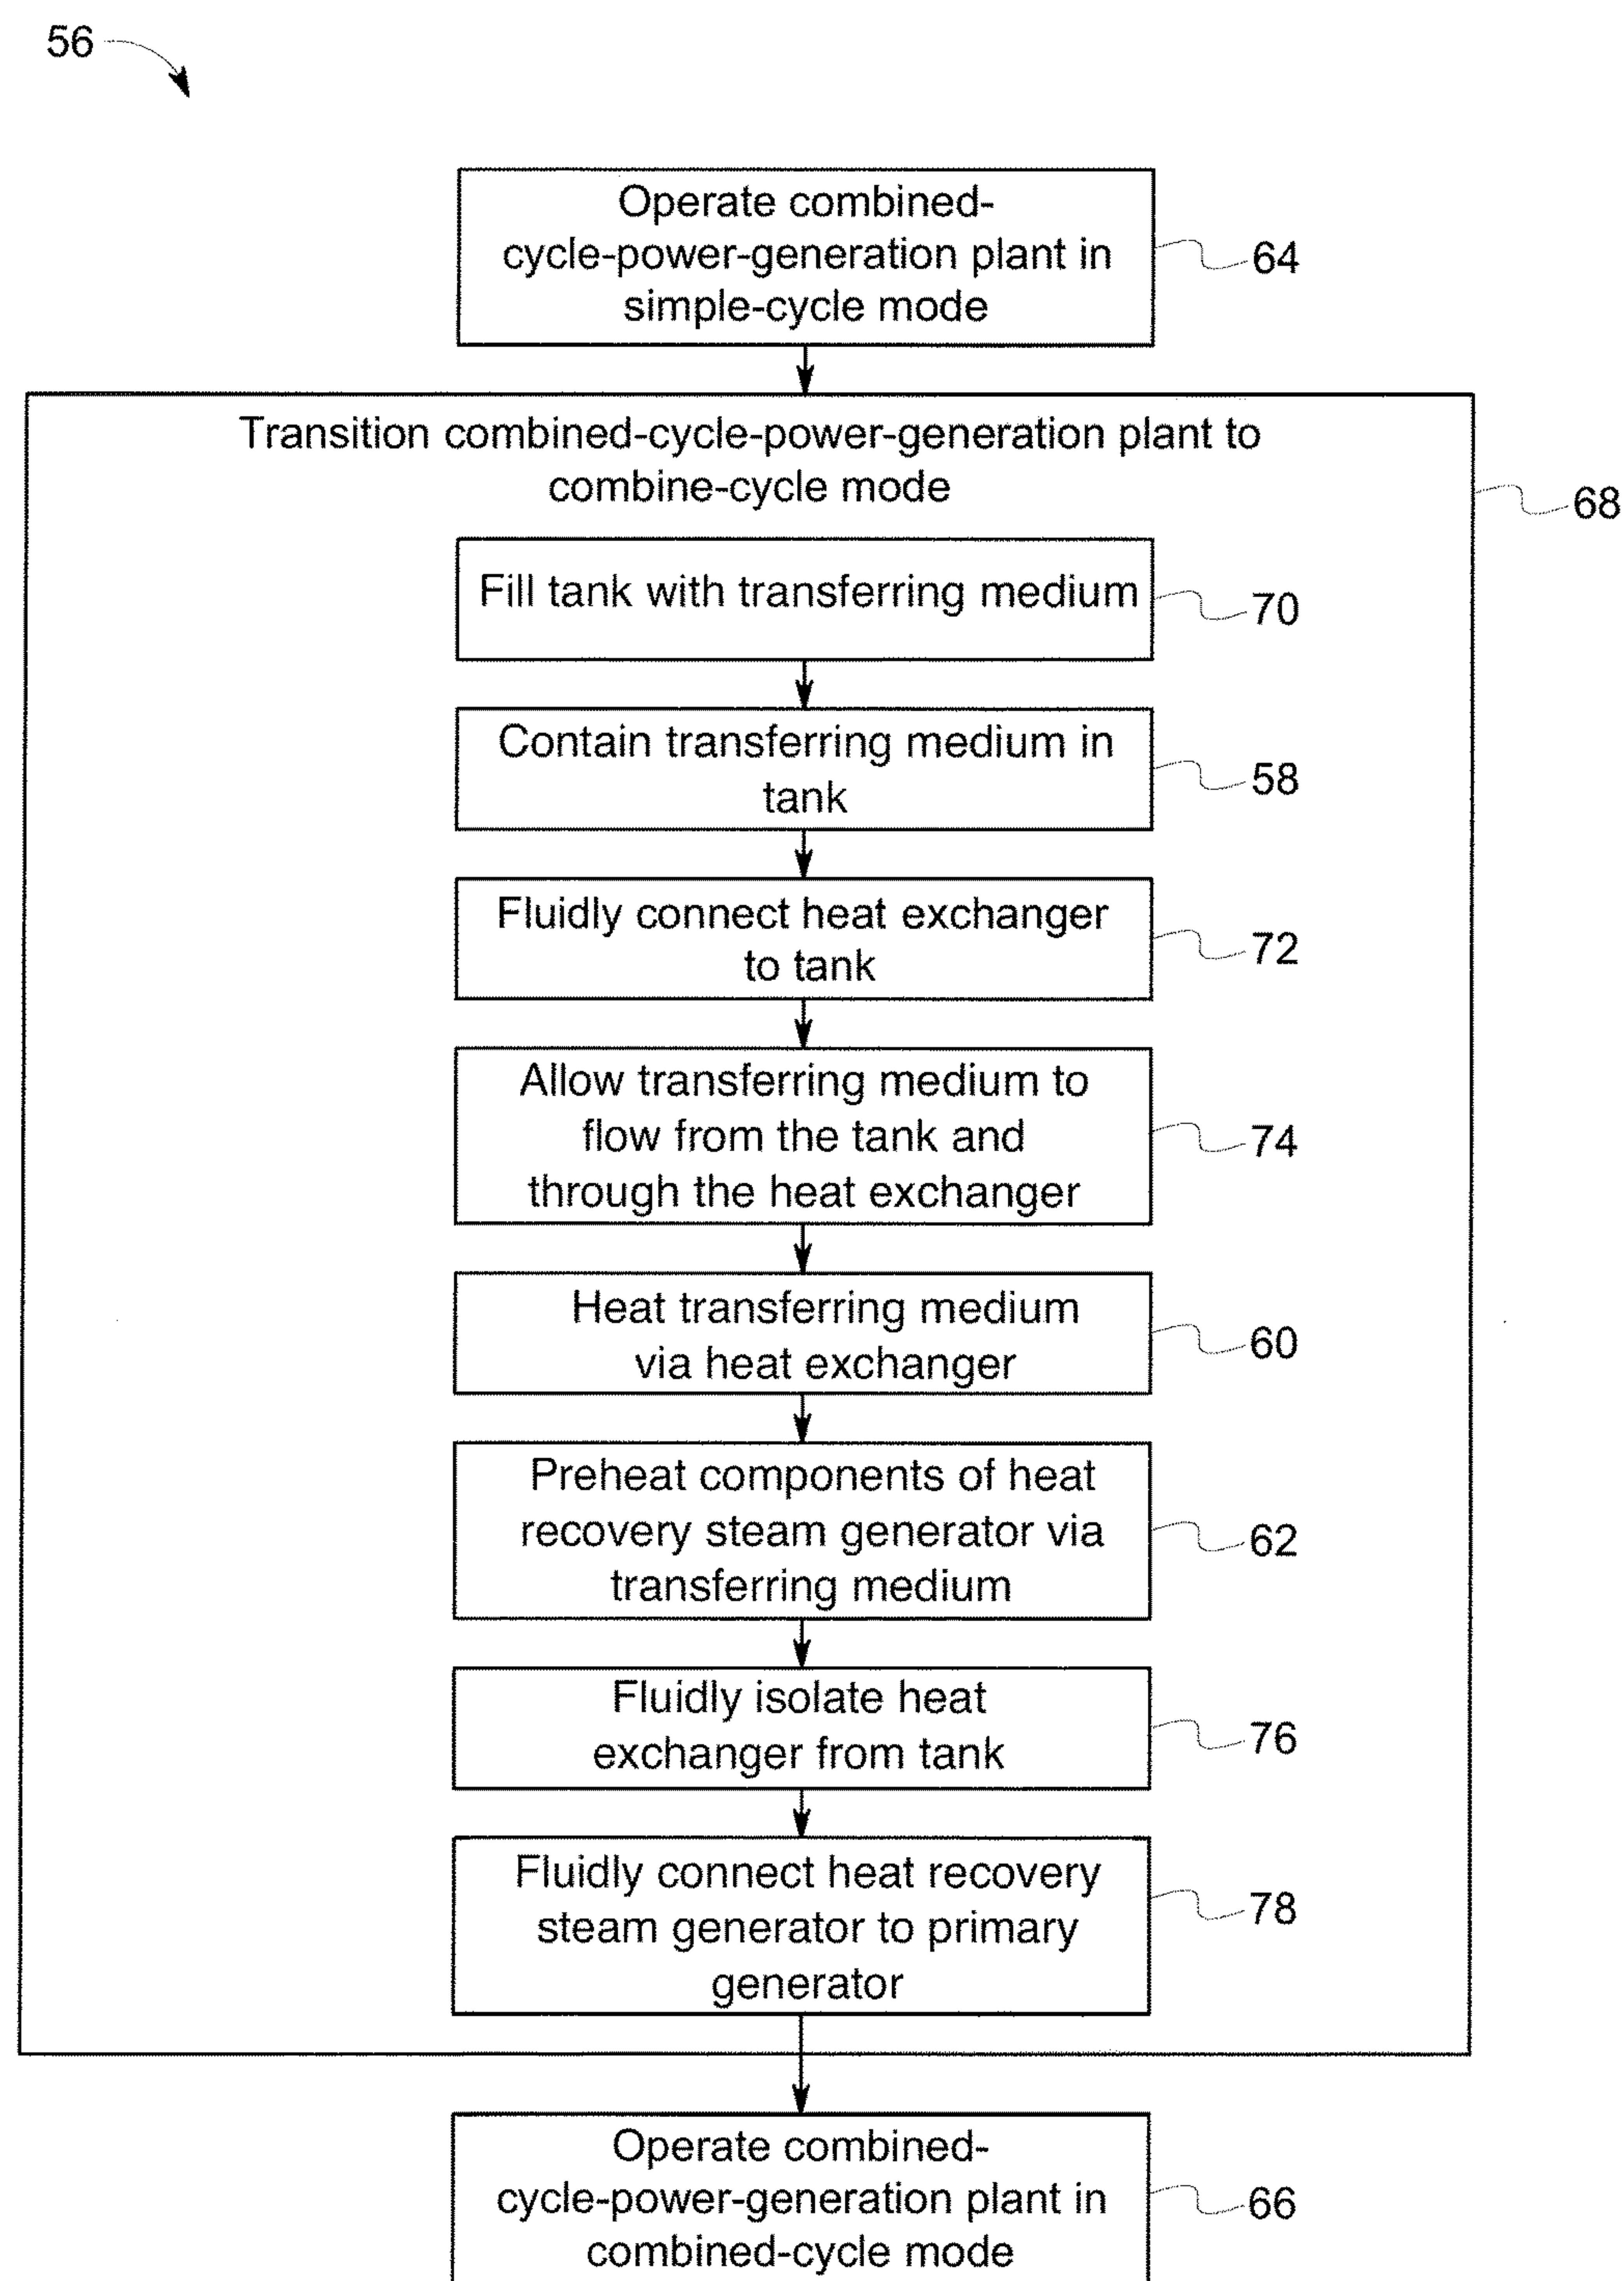 56
Operate combined-
cycle-power-generation plant in
simple-cycle mode
64
Transition combined-cycle-power-generation plant to
combine-cycle mode
68
Fill tank with transferring medium
70
Contain transferring medium in
tank
58
Fluidly connect heat exchanger
to tank
72
Allow transferring medium to
flow from the tank and
through the heat exchanger
74
Heat transferring medium
via heat exchanger
60
Preheat components of heat
recovery steam generator via
transferring medium
62
Fluidly isolate heat
exchanger from tank
76
Fluidly connect heat recovery
steam generator to primary
generator
78
Operate combined-
cycle-power-generation plant in
combined-cycle mode
66